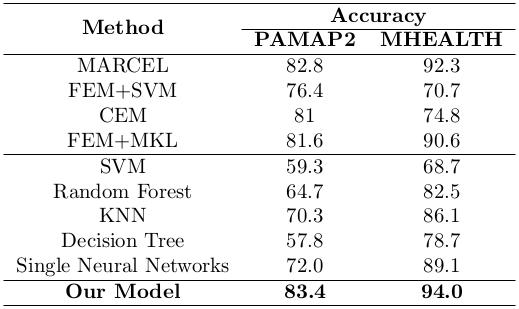 Method Accuracy
PAMAP2 MHEALTH
MARCEL 82.8 92.3
FEM+SVM 76.4 70.7
CEM 81 74.8
FEM+MKL 81.6 90.6
SVM 59.3 68.7
Random Forest 64.7 82.5
KNN 70.3 86.1
Decision Tree 57.8 78.7
Single Neural Networks 72.0 89.1
Our Model 83.4 94.0